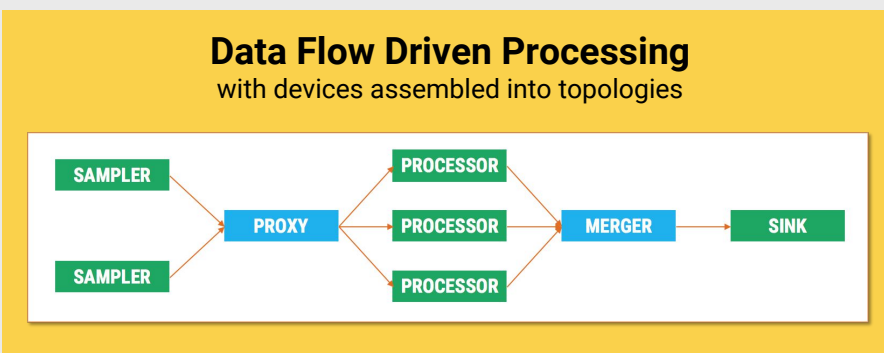 Data Flow Driven Processing
with devices assembled into topologies
SAMPLER
SAMPLER
PROXY
PROCESSOR
PROCESSOR
PROCESSOR
MERGER
SINK